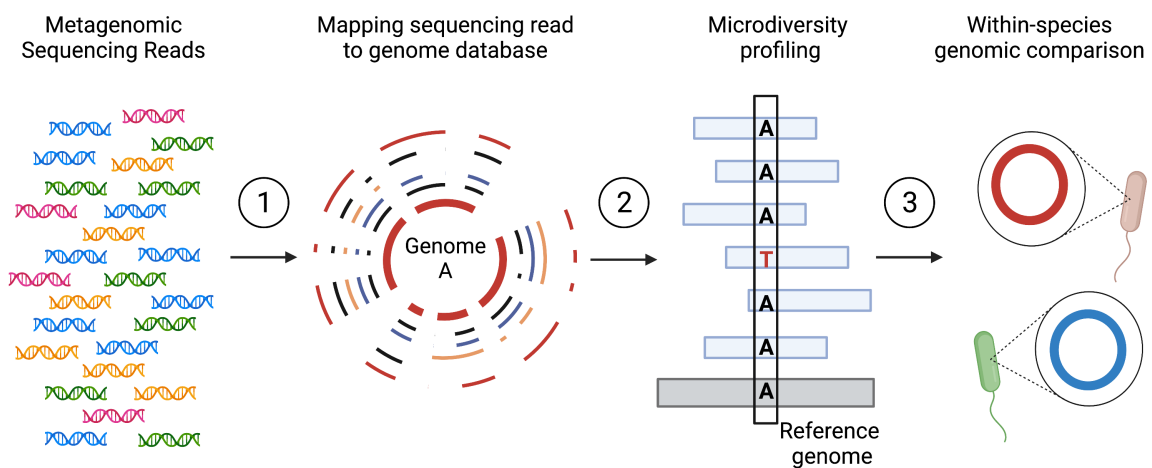 Metagenomic
Sequencing Reads
Mapping sequencing read
to genome database
Microdiversity
profiling
Within-species
genomic comparison
1
Genome
A
2
A
A
A
T
A
A
A
Reference
genome
3